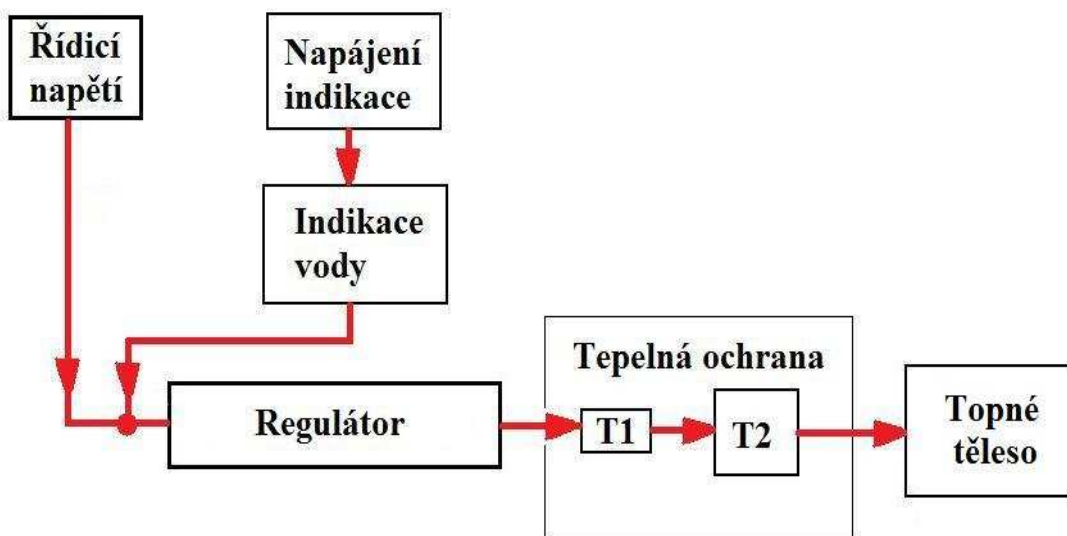 Řídicí
napětí
Napájení
indikace
Indikace
vody
Regulátor
Tepelná ochrana
T1
T2
Topné
těleso